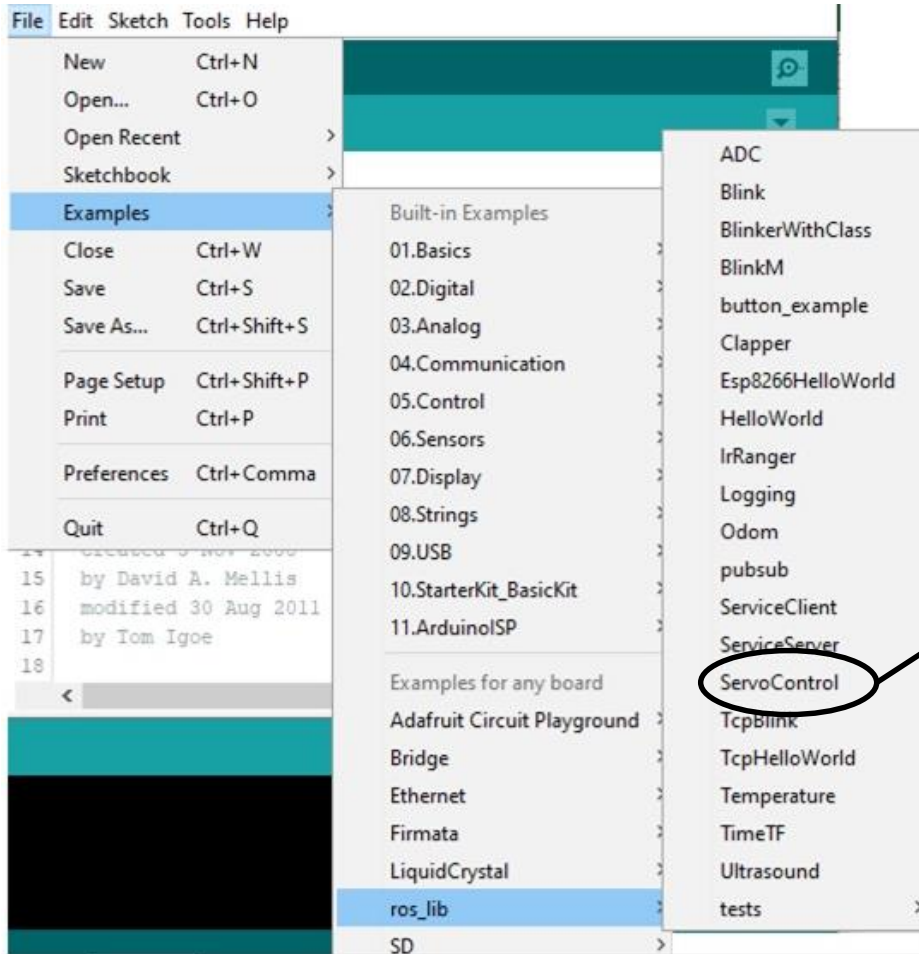 File Edit Sketch Tools Help
New Ctrl+N
Open... Ctrl+O
Open Recent
Sketchbook
Examples
Close Ctrl+W
Save Ctrl+S
Save As... Ctrl+Shift+S
Page Setup Ctrl+Shift+P
Print Ctrl+P
Preferences Ctrl+Comma
Quit Ctrl+Q
15 by David A. Mellis
16 modified 30 Aug 2011
17 by Tom Igoe
18
Built-in Examples
01.Basics
02.Digital
03.Analog
04.Communication
05.Control
06.Sensors
07.Display
08.Strings
09.USB
10.StarterKit_BasicKit
11.ArduinoISP
Examples for any board
Adafruit Circuit Playground
Bridge
Ethernet
Firmata
LiquidCrystal
ros_lib
SD
ADC
Blink
BlinkerWithClass
BlinkM
button_example
Clapper
Esp8266HelloWorld
HelloWorld
IrRanger
Logging
Odom
pubsub
ServiceClient
ServiceServer
ServoControl
TcpBlink
TcpHelloWorld
Temperature
TimeTF
Ultrasound
tests